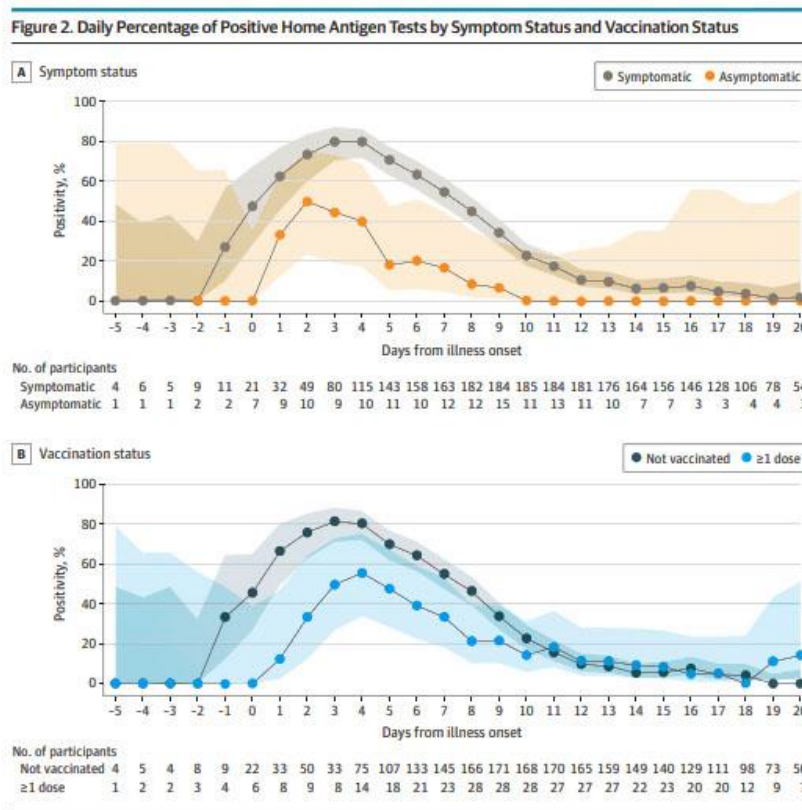 Figure 2. Daily Percentage of Positive Home Antigen Tests by Symptom Status and Vaccination Status
A Symptom status
Symptomatic Asymptomatic
100
80
60
40
20
0
Positivity, %
-5 -4 -3 -2 -1 0 1 2 3 4 5 6 7 8 9 10 11 12 13 14 15 16 17 18 19 20
Days from illness onset
No. of participants
Symptomatic 4 6 5 9 11 21 32 49 80 115 143 158 163 182 184 185 184 181 176 164 156 146 128 106 78
Asymptomatic 1 1 1 2 2 7 9 10 9 10 11 10 12 12 15 11 13 11 10 7 7 3 3 4 4
B Vaccination status
Not vaccinated ≥1 dose
100
80
60
40
20
0
Positivity, %
-5 -4 -3 -2 -1 0 1 2 3 4 5 6 7 8 9 10 11 12 13 14 15 16 17 18 19
Days from illness onset
No. of participants
Not vaccinated 4 5 4 8 9 22 33 50 33 75 107 133 145 166 171 168 170 165 159 149 140 129 111 98 73
≥1 dose 1 2 2 3 4 6 8 9 8 14 18 21 23 28 28 28 27 27 27 22 23 20 20 12 9